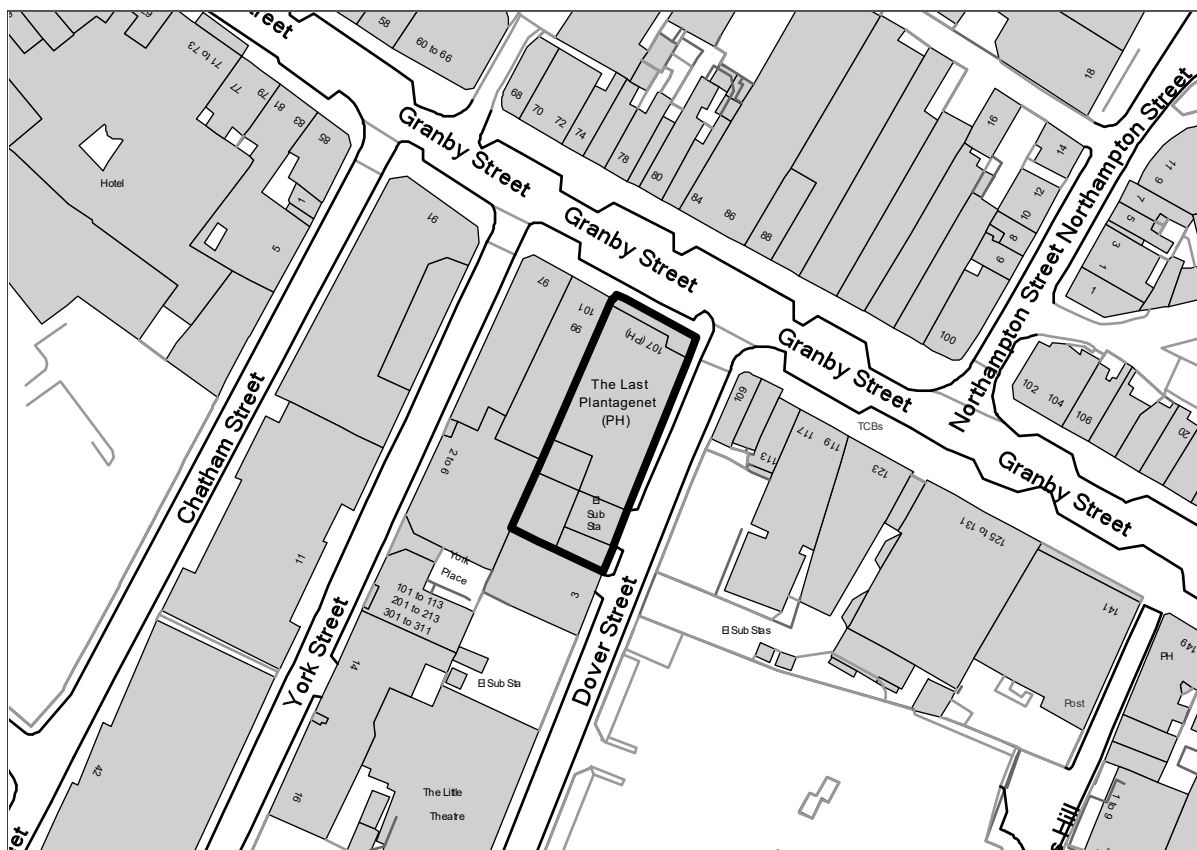 Street
58
60 to 66
71 to 73
77
79
81
83
85
Hotel
1
5
68
70
72
74
78
80
84
86
88
100
18
16
14
12
10
8
6
11
9
7
5
3
1
1
Granby Street
Granby Street
Granby Street
Granby Street
Northampton Street
Northampton Street
102
104
106
20
91
97
99
101
107 (PH)
The Last
Plantagenet
(PH)
El
Sub
Sta
109
113
117
119
123
TCBs
125 to 131
141
149
PH
Post
Chatham Street
York Street
Dover Street
2 to 6
11
York
Place
101 to 113
201 to 213
301 to 311
3
14
16
El Sub Sta
El Sub Stas
42
The Little
Theatre
1 to 9
s Hill
eet